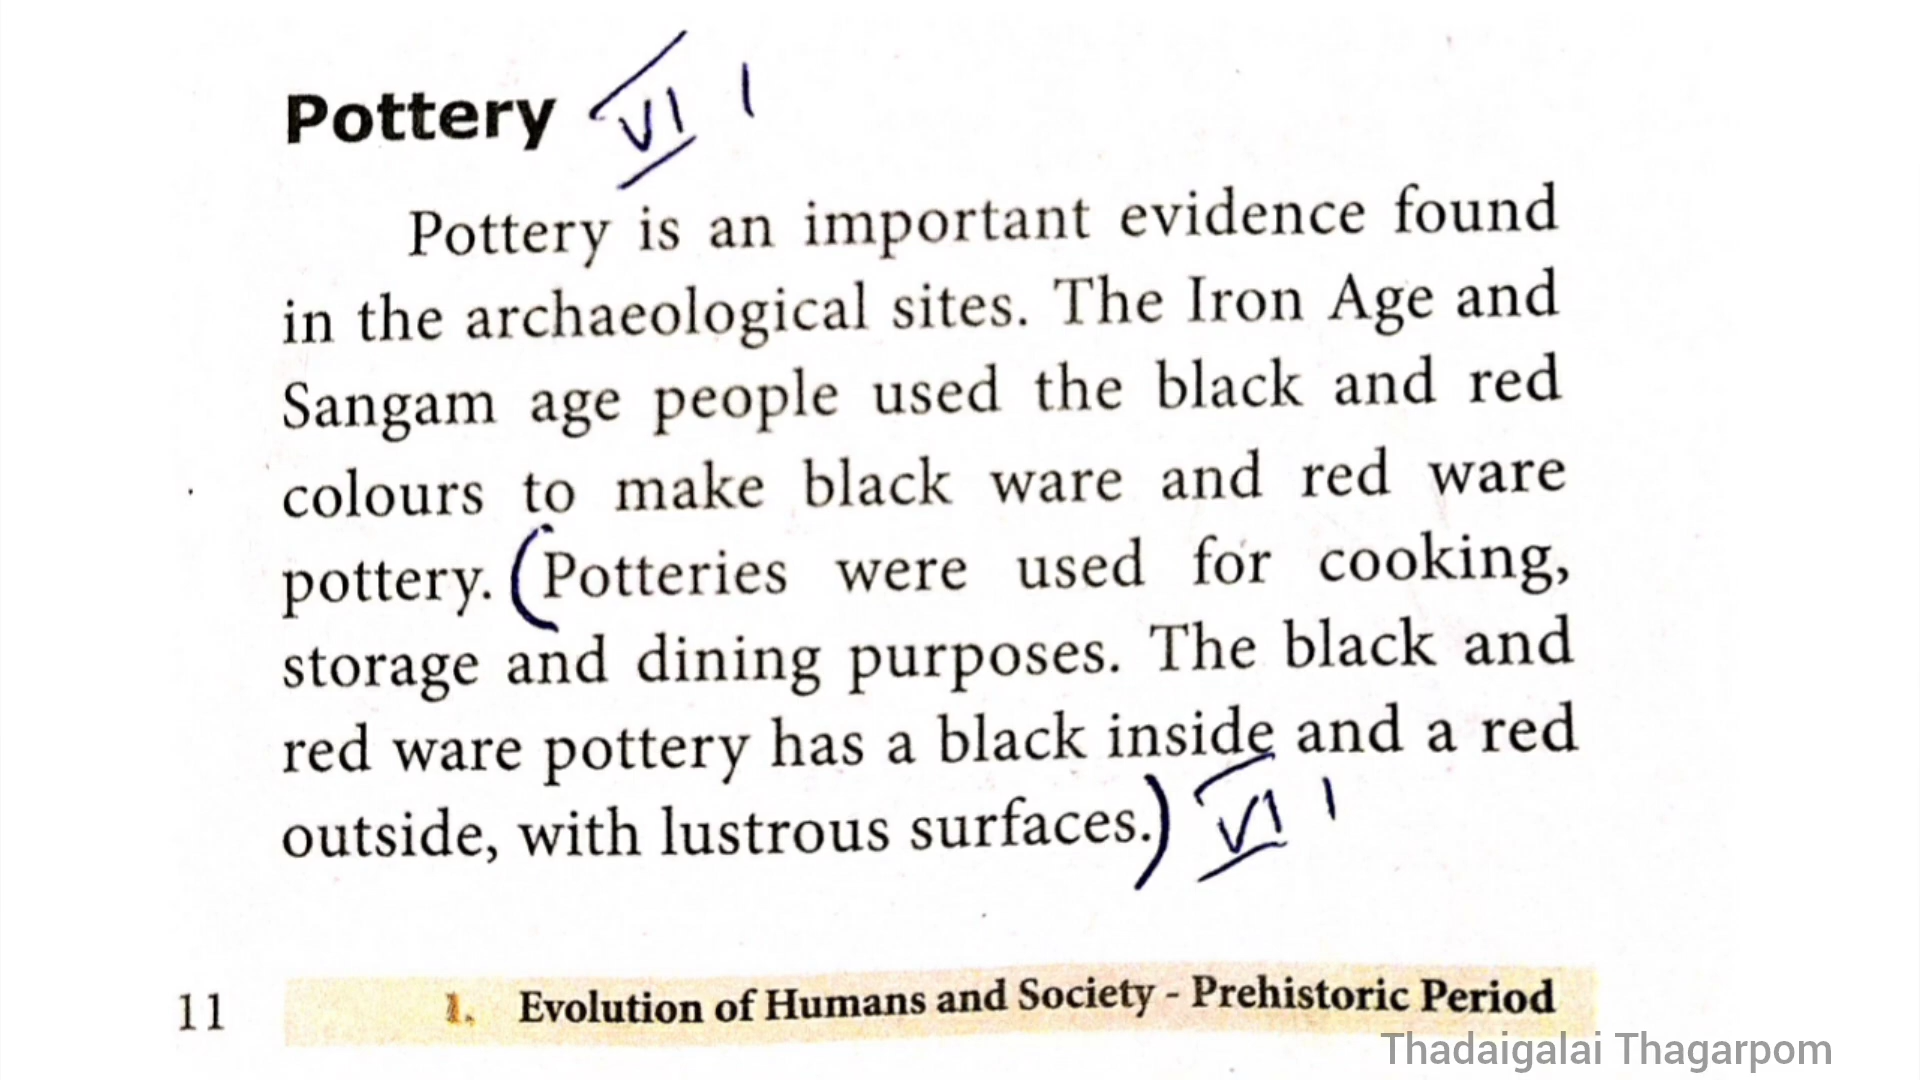 Pottery VI 1
Pottery is an important evidence found
in the archaeological sites. The Iron Age and
Sangam age people used the black and red
colours to make black ware and red ware
pottery. (Potteries were used for cooking,
storage and dining purposes. The black and
red ware pottery has a black inside and a red
outside, with lustrous surfaces.) VI 1
11 1. Evolution of Humans and Society - Prehistoric Period
Thadaigalai Thagarpom